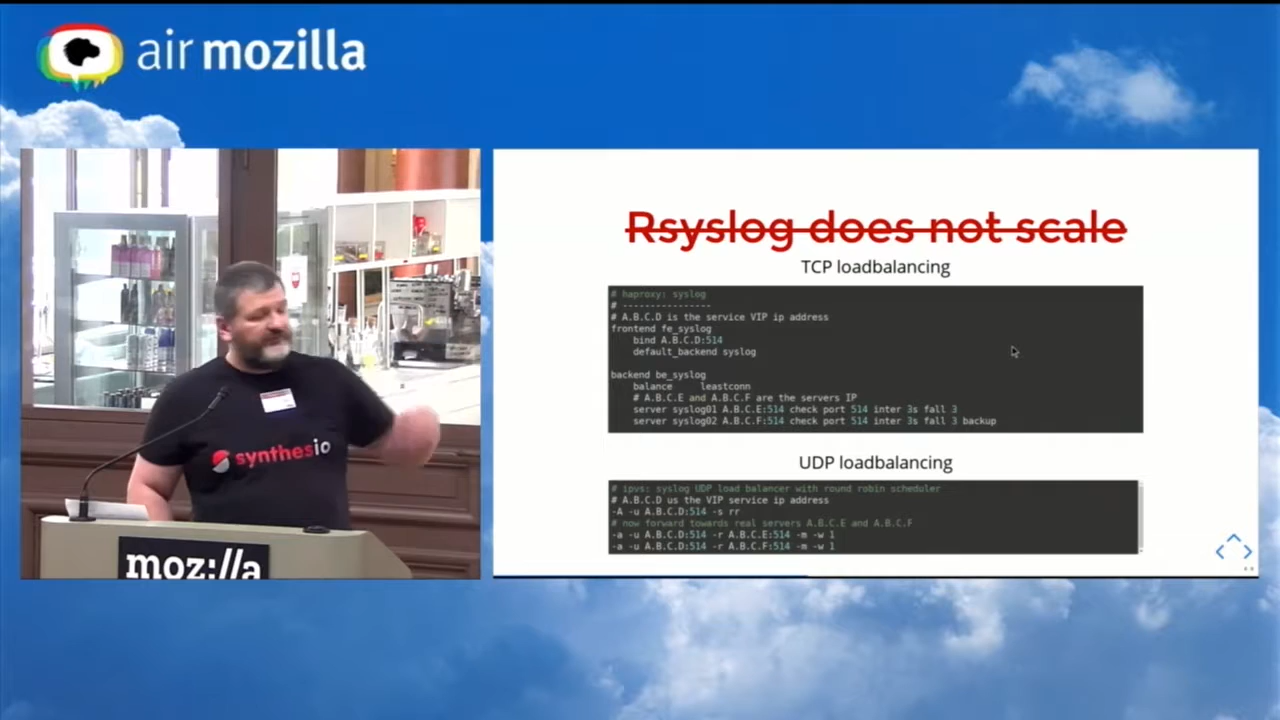 air mozilla
synthesio
moz://a
Rsyslog does not scale
TCP loadbalancing
# haproxy: syslog
# ----------------
# A.B.C.D is the service VIP ip address
frontend fe_syslog
bind A.B.C.D:514
default_backend syslog
backend be_syslog
balance leastconn
# A.B.C.E and A.B.C.F are the servers IP
server syslog01 A.B.C.E:514 check port 514 inter 3s fall 3
server syslog02 A.B.C.F:514 check port 514 inter 3s fall 3 backup
UDP loadbalancing
# ipvs: syslog UDP load balancer with round robin scheduler
# A.B.C.D us the VIP service ip address
-A -u A.B.C.D:514 -s rr
# now forward towards real servers A.B.C.E and A.B.C.F
-a -u A.B.C.D:514 -r A.B.C.E:514 -m -w 1
-a -u A.B.C.D:514 -r A.B.C.F:514 -m -w 1